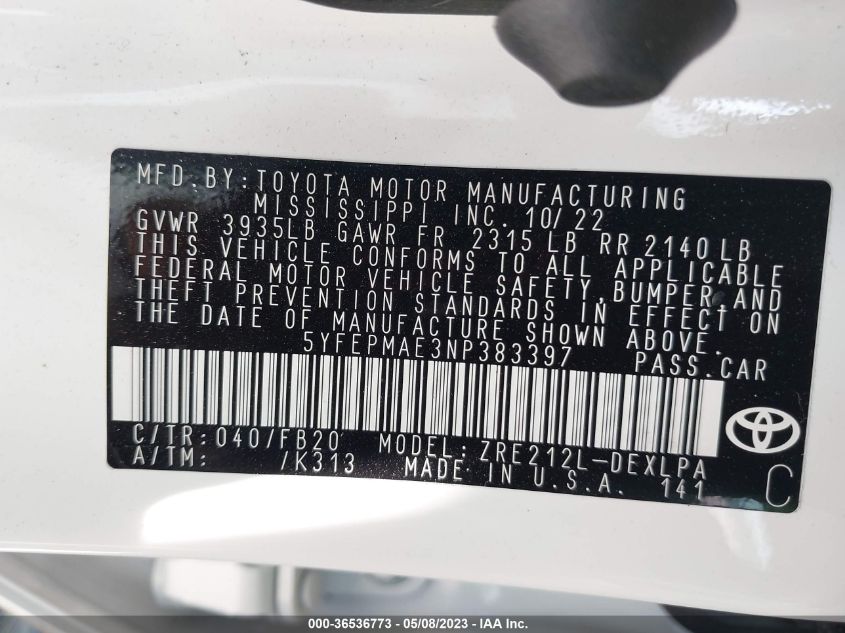 MFD.BY:TOYOTA MOTOR MANUFACTURING
MISSISSIPPI INC. 10/22
GVWR 3935LB GAWR FR 2315 LB RR 2140 LB
THIS VEHICLE CONFORMS TO ALL APPLICABLE
FEDERAL MOTOR VEHICLE SAFETY, BUMPER, AND
THEFT PREVENTION STANDARDS IN EFFECT ON
THE DATE OF MANUFACTURE SHOWN ABOVE.
5YFEPMAE3NP383397 PASS.CAR
C/TR:040/FB20 MODEL:ZRE212L-DEXLPA
A/TM: /K313 MADE IN U.S.A. 141 C
000-36536773 - 05/08/2023 - IAA Inc.